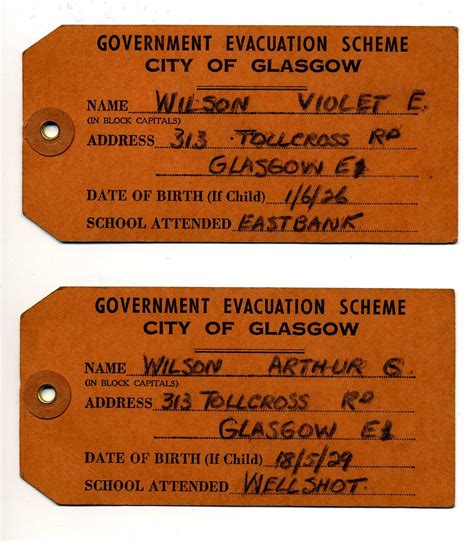 GOVERNMENT EVACUATION SCHEME
CITY OF GLASGOW
NAME WILSON VIOLET E.
(IN BLOCK CAPITALS)
ADDRESS 313 TOLLCROSS RD
GLASGOW E1
DATE OF BIRTH (If Child) 1/6/26
SCHOOL ATTENDED EASTBANK
GOVERNMENT EVACUATION SCHEME
CITY OF GLASGOW
NAME WILSON ARTHUR G.
(IN BLOCK CAPITALS)
ADDRESS 313 TOLLCROSS RD
GLASGOW E1
DATE OF BIRTH (If Child) 18/5/29
SCHOOL ATTENDED WELLSHOT.